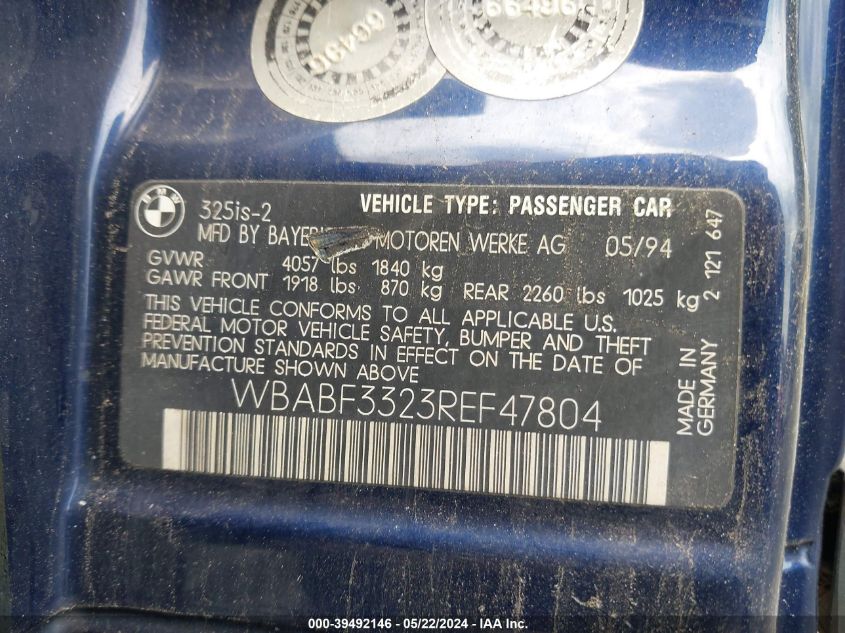 66496
66496
BMW
325is-2 VEHICLE TYPE: PASSENGER CAR
MFD BY MOTOREN WERKE AG 05/94
GVWR 4057 lbs 1840 kg
GAWR FRONT 1918 lbs 870 kg REAR 2260 lbs 1025 kg
THIS VEHICLE CONFORMS TO ALL APPLICABLE U.S.
FEDERAL MOTOR VEHICLE SAFETY, BUMPER AND THEFT
PREVENTION STANDARDS IN EFFECT ON THE DATE OF
MANUFACTURE SHOWN ABOVE
WBABF3323REF47804
MADE IN
GERMANY
2 121 647
000-39492146 - 05/22/2024 - IAA Inc.